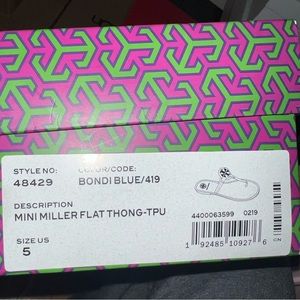 STYLE NO: COLOR/CODE:
48429 BONDI BLUE/419
DESCRIPTION
MINI MILLER FLAT THONG-TPU
4400063599 0219
SIZE US
5
1 92485 10927 6 CN